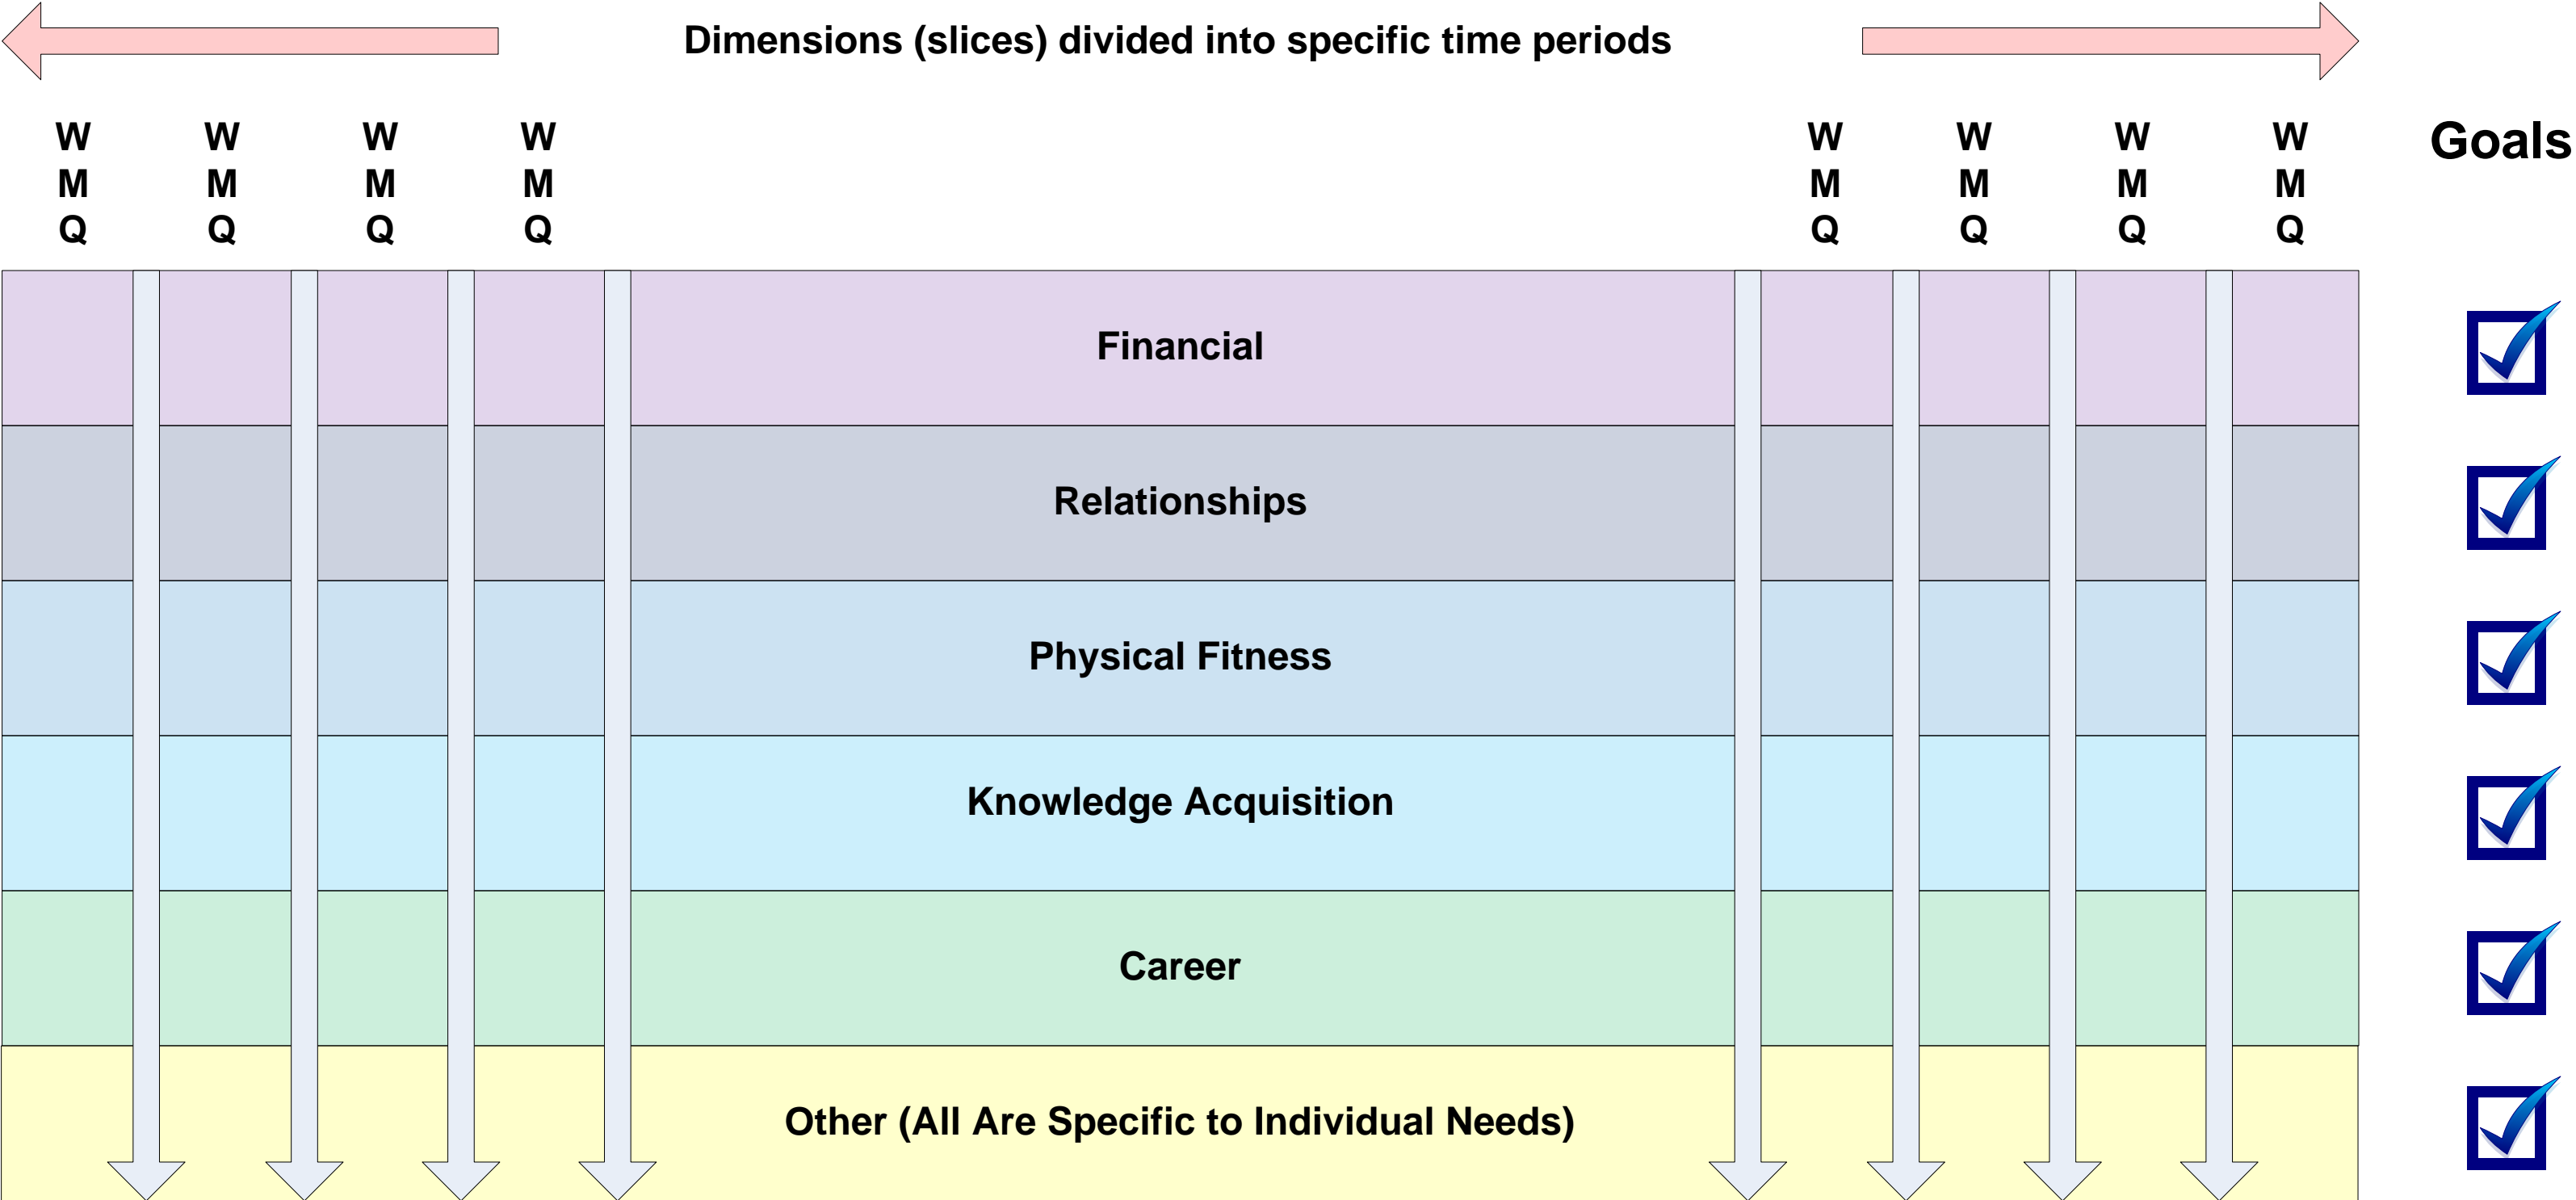 Dimensions (slices) divided into specific time periods
W W W W W W W W Goals
M M M M M M M M
Q Q Q Q Q Q Q Q
Financial
Relationships
Physical Fitness
Knowledge Acquisition
Career
Other (All Are Specific to Individual Needs)